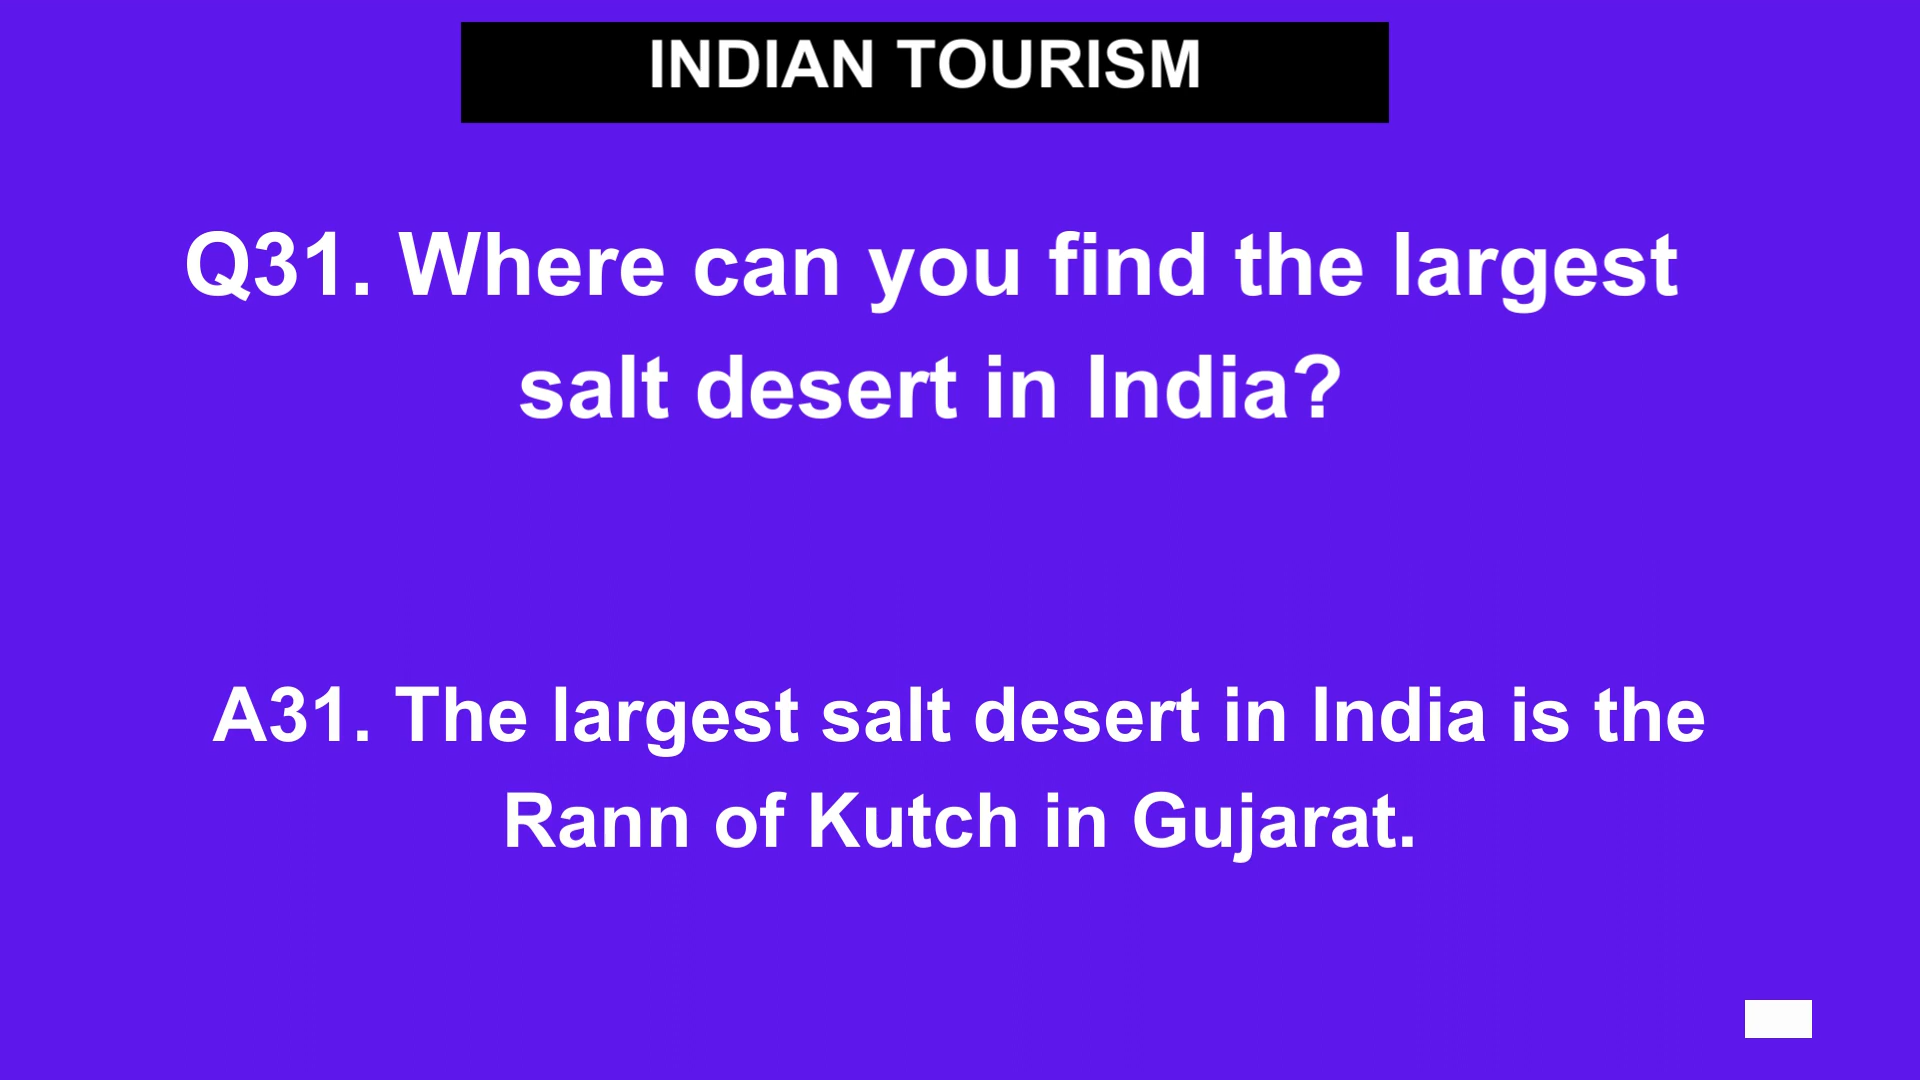 INDIAN TOURISM
Q31. Where can you find the largest
salt desert in India?
A31. The largest salt desert in India is the
Rann of Kutch in Gujarat.